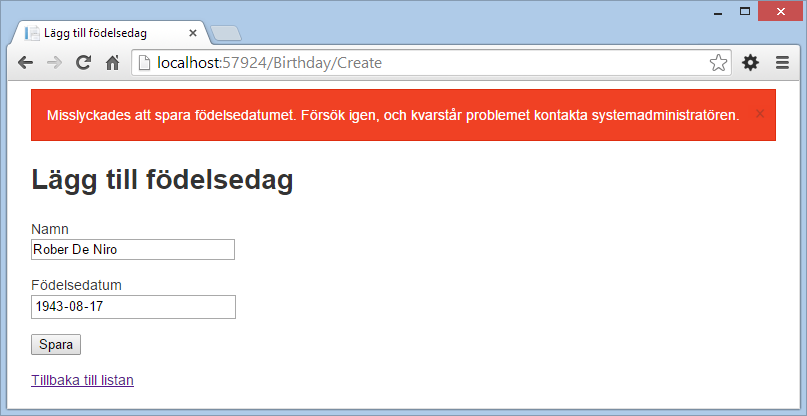 Lägg till födelsedag
localhost:57924/Birthday/Create
Misslyckades att spara födelsedatumet. Försök igen, och kvarstår problemet kontakta systemadministratören. ×
Lägg till födelsedag
Namn
Rober De Niro
Födelsedatum
1943-08-17
Spara
Tillbaka till listan